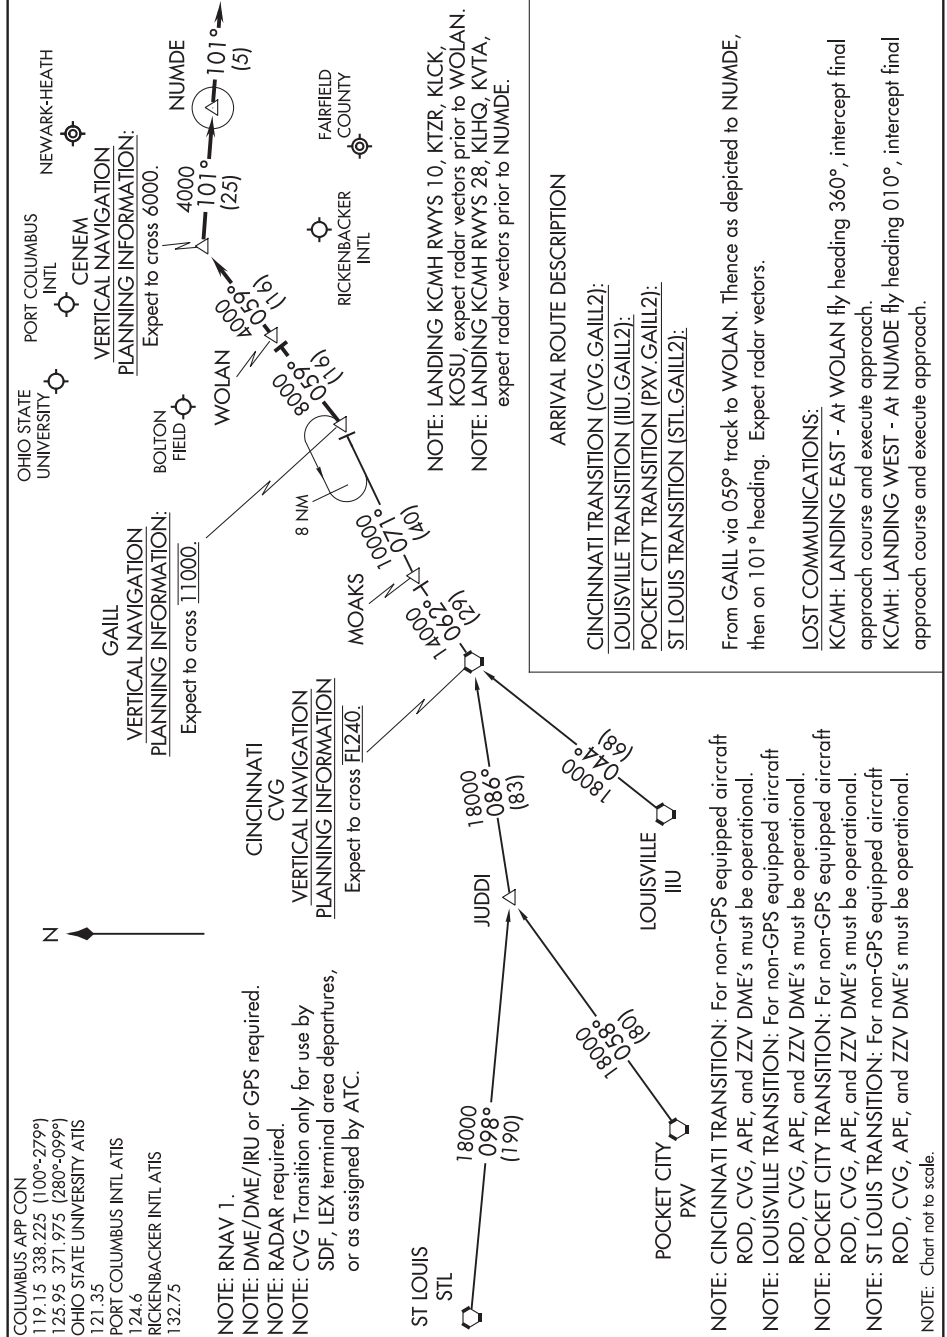 COLUMBUS APP CON
119.15 338.225 (100°-279°)
125.95 371.975 (280°-099°)
OHIO STATE UNIVERSITY ATIS
121.35
PORT COLUMBUS INTL ATIS
124.6
RICKENBACKER INTL ATIS
132.75
N
NOTE: RNAV 1.
NOTE: DME/DME/IRU or GPS required.
NOTE: RADAR required.
NOTE: CVG Transition only for use by
SDF, LEX terminal area departures,
or as assigned by ATC.
ST LOUIS
STL
18000
098°
(190)
POCKET CITY
PXV
18000
058°
(80)
JUDDI
18000
086°
(83)
LOUISVILLE
IIU
18000
044°
(68)
CINCINNATI
CVG
VERTICAL NAVIGATION
PLANNING INFORMATION
Expect to cross FL240.
14000
062°
(29)
MOAKS
10000
071°
(40)
8 NM
GAILL
VERTICAL NAVIGATION
PLANNING INFORMATION:
Expect to cross 11000.
8000
059°
(16)
WOLAN
4000
059°
(16)
OHIO STATE
UNIVERSITY
BOLTON
FIELD
PORT COLUMBUS
INTL
CENEM
VERTICAL NAVIGATION
PLANNING INFORMATION:
Expect to cross 6000.
NEWARK-HEATH
4000
101°
(25)
NUMDE
101°
(5)
RICKENBACKER
INTL
FAIRFIELD
COUNTY
NOTE: LANDING KCMH RWYS 10, KTZR, KLCK,
KOSU, expect radar vectors prior to WOLAN.
NOTE: LANDING KCMH RWYS 28, KLHQ, KVTA,
expect radar vectors prior to NUMDE.
ARRIVAL ROUTE DESCRIPTION
CINCINNATI TRANSITION (CVG.GAILL2):
LOUISVILLE TRANSITION (IIU.GAILL2):
POCKET CITY TRANSITION (PXV.GAILL2):
ST LOUIS TRANSITION (STL.GAILL2):
From GAILL via 059° track to WOLAN. Thence as depicted to NUMDE,
then on 101° heading. Expect radar vectors.
LOST COMMUNICATIONS:
KCMH: LANDING EAST - At WOLAN fly heading 360°, intercept final
approach course and execute approach.
KCMH: LANDING WEST - At NUMDE fly heading 010°, intercept final
approach course and execute approach.
NOTE: CINCINNATI TRANSITION: For non-GPS equipped aircraft
ROD, CVG, APE, and ZZV DME's must be operational.
NOTE: LOUISVILLE TRANSITION: For non-GPS equipped aircraft
ROD, CVG, APE, and ZZV DME's must be operational.
NOTE: POCKET CITY TRANSITION: For non-GPS equipped aircraft
ROD, CVG, APE, and ZZV DME's must be operational.
NOTE: ST LOUIS TRANSITION: For non-GPS equipped aircraft
ROD, CVG, APE, and ZZV DME's must be operational.
NOTE: Chart not to scale.